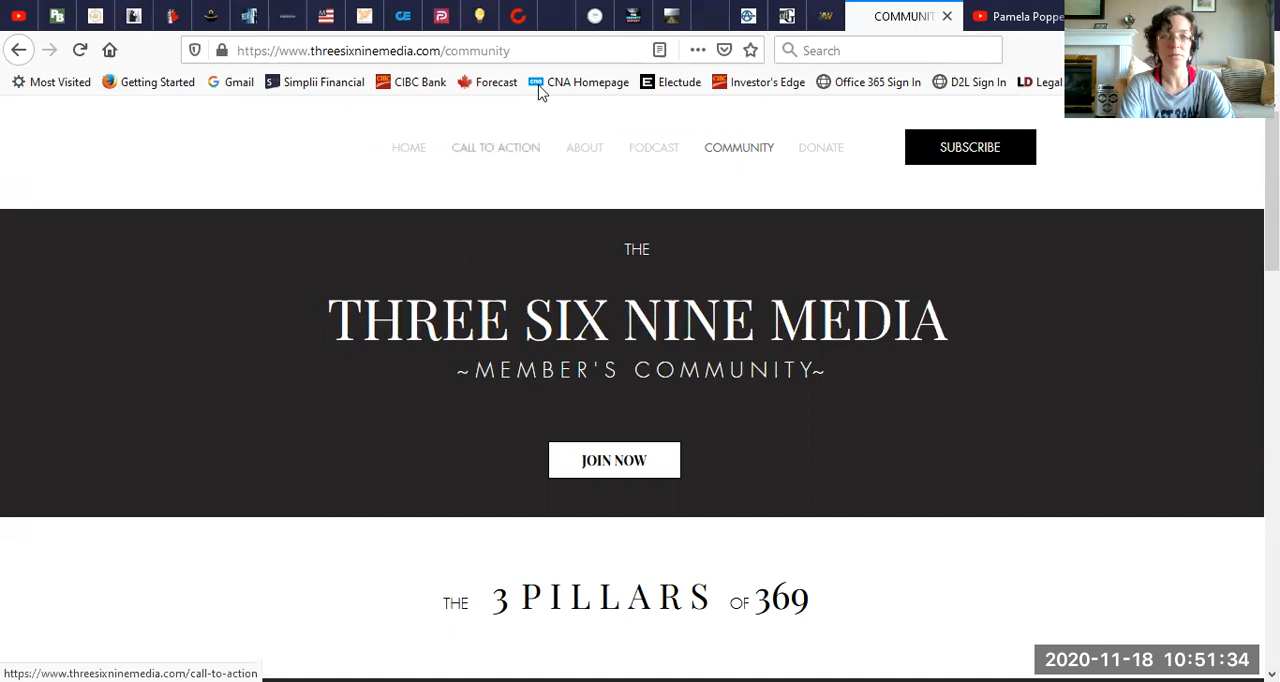 COMMUNIT
Pamela Poppe
https://www.threesixninemedia.com/community
Search
Most Visited
Getting Started
Gmail
Simplii Financial
CIBC Bank
Forecast
CNA Homepage
Electude
Investor's Edge
Office 365 Sign In
D2L Sign In
LD Legal
HOME
CALL TO ACTION
ABOUT
PODCAST
COMMUNITY
DONATE
SUBSCRIBE
THE
THREE SIX NINE MEDIA
~MEMBER'S COMMUNITY~
JOIN NOW
THE 3 PILLARS OF 369
https://www.threesixninemedia.com/call-to-action
2020-11-18 10:51:34